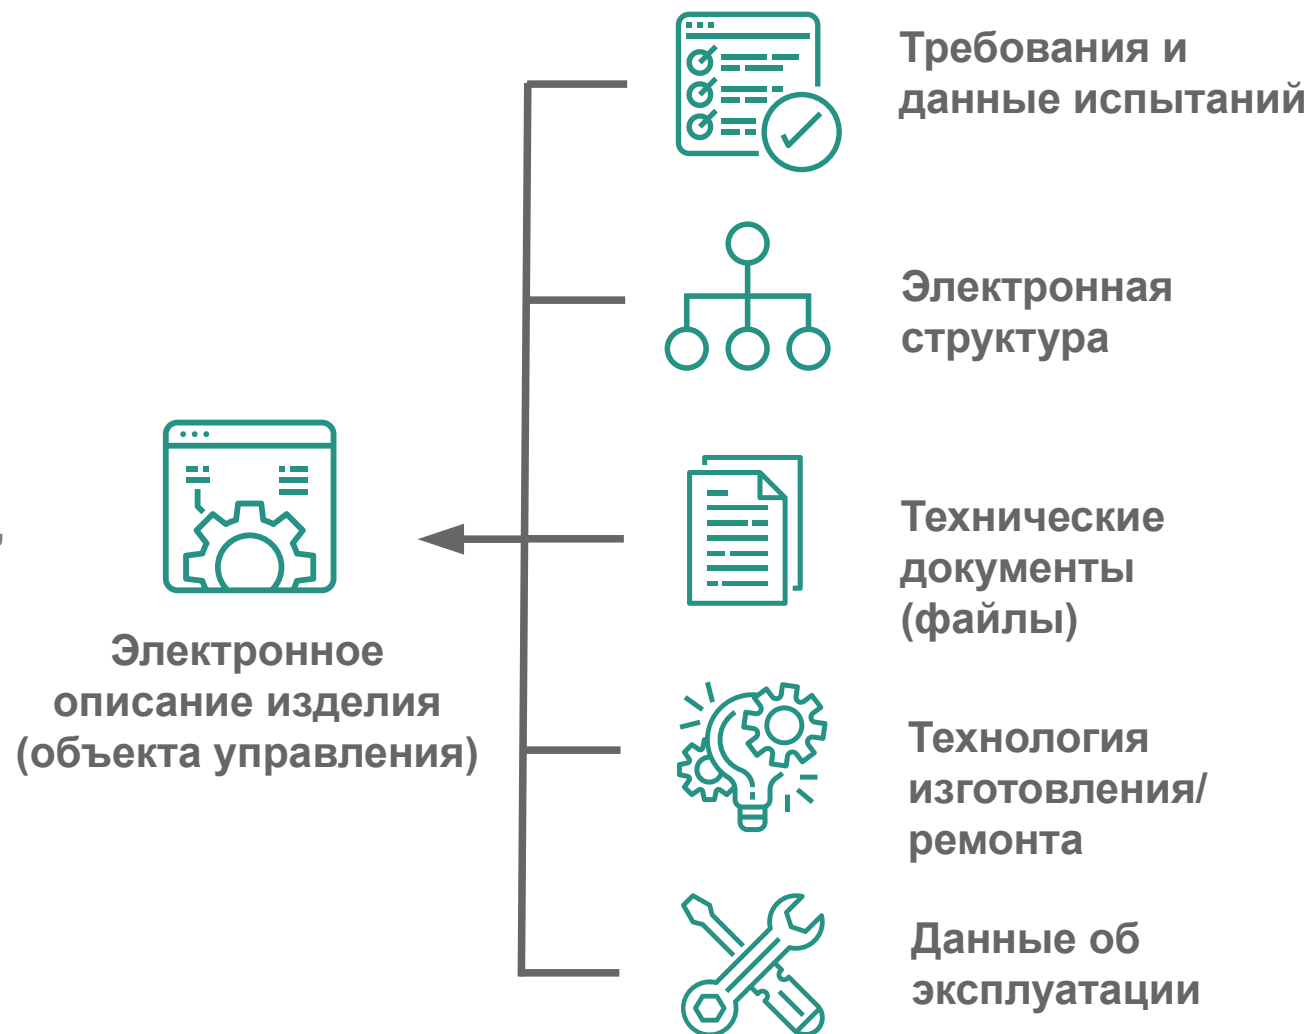 Требования и
данные испытаний
Электронная
структура
Технические
документы
(файлы)
Электронное
описание изделия
(объекта управления)
Технология
изготовления/
ремонта
Данные об
эксплуатации